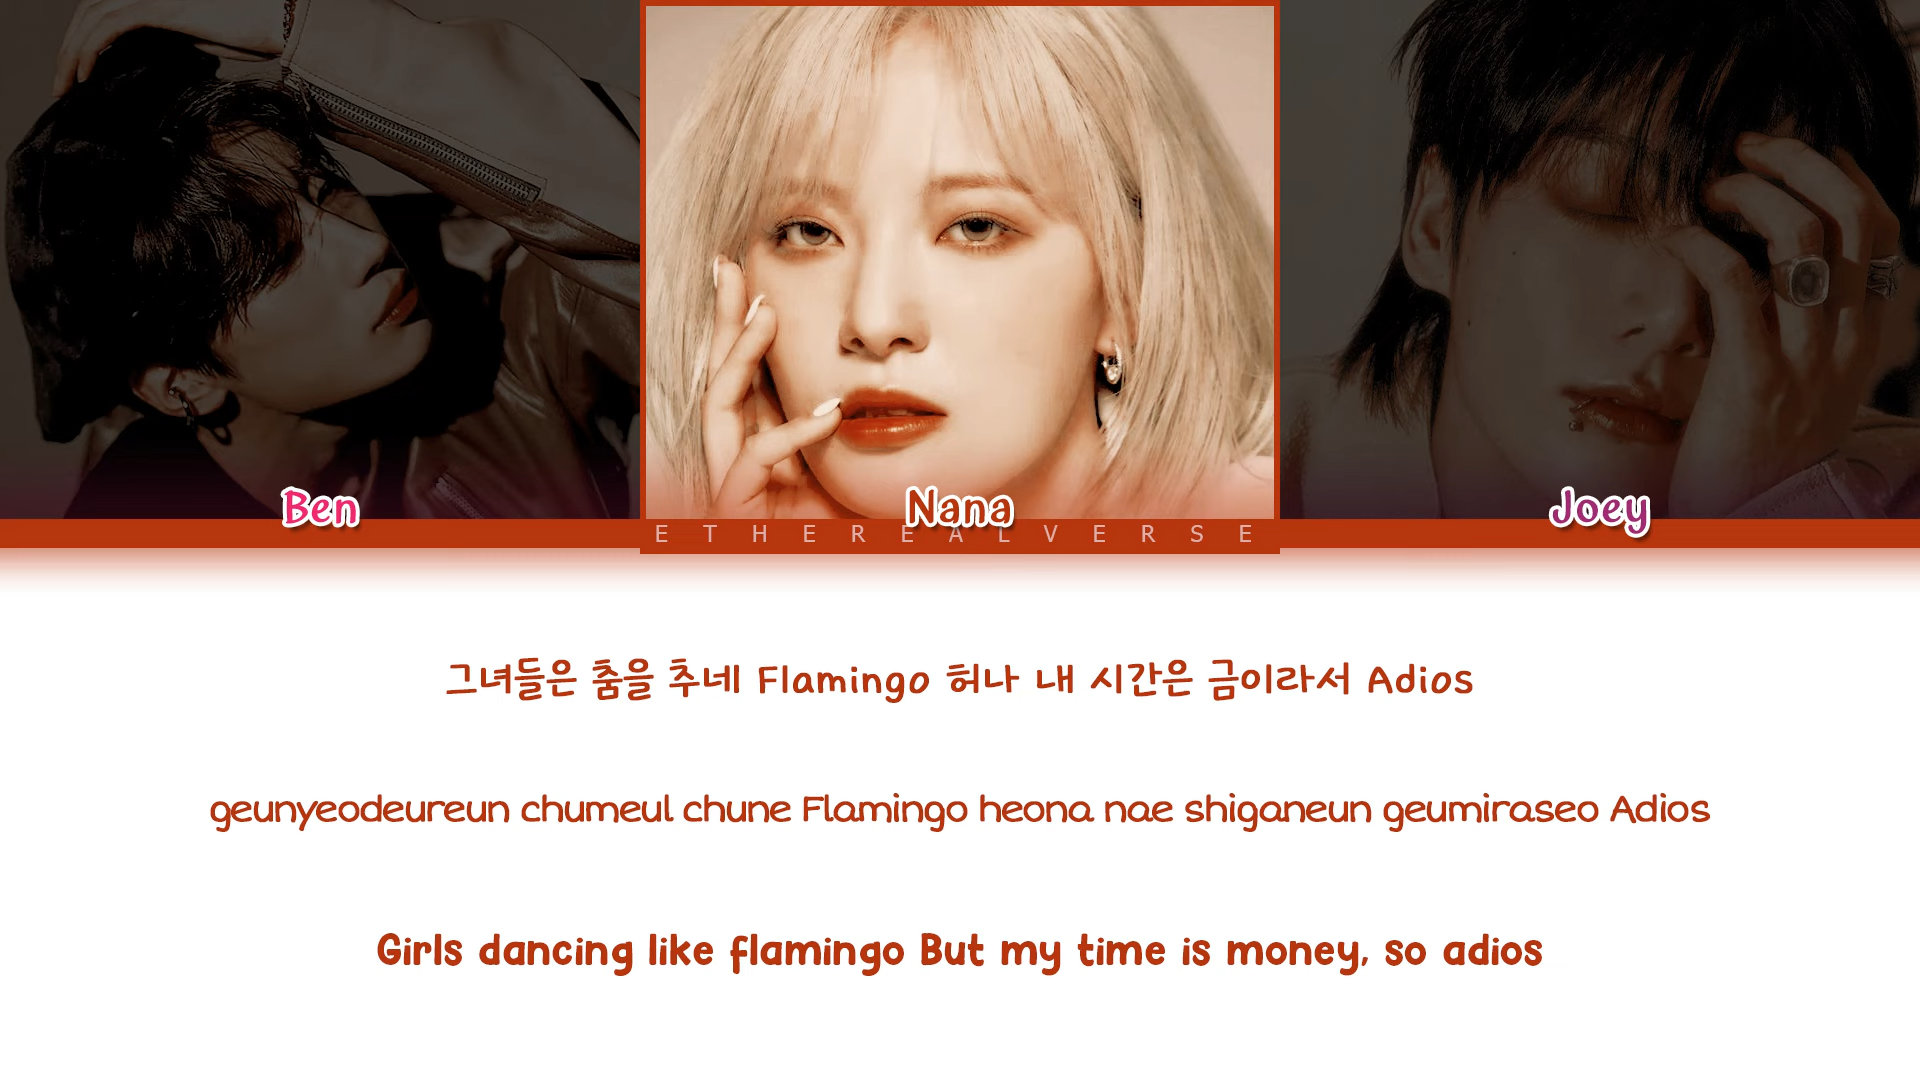 Ben
Nana
Joey
ETHEREALVERSE
그녀들은 춤을 추네 Flamingo 허나 내 시간은 금이라서 Adios
geunyeodeureun chumeul chune Flamingo heona nae shiganeun geumiraseo Adios
Girls dancing like flamingo But my time is money, so adios